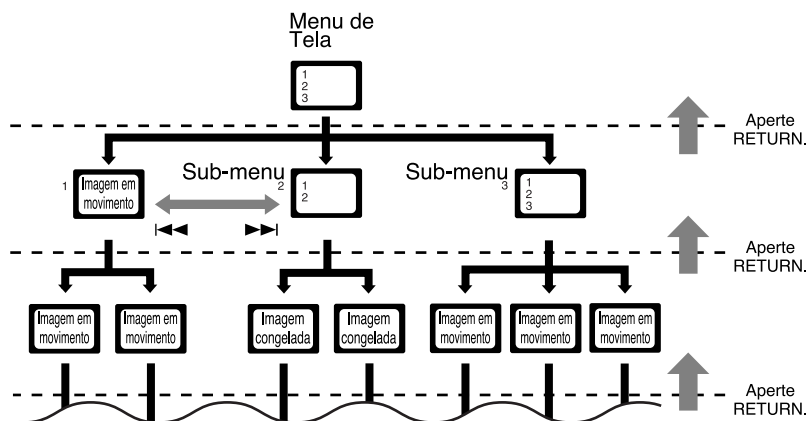 Menu de
Tela
1
2
3
Aperte
RETURN.
1
Imagem em
movimento
Sub-menu
2
1
2
Sub-menu
3
1
2
3
Aperte
RETURN.
Imagem em
movimento
Imagem em
movimento
Imagem
congelada
Imagem
congelada
Imagem em
movimento
Imagem em
movimento
Imagem em
movimento
Aperte
RETURN.